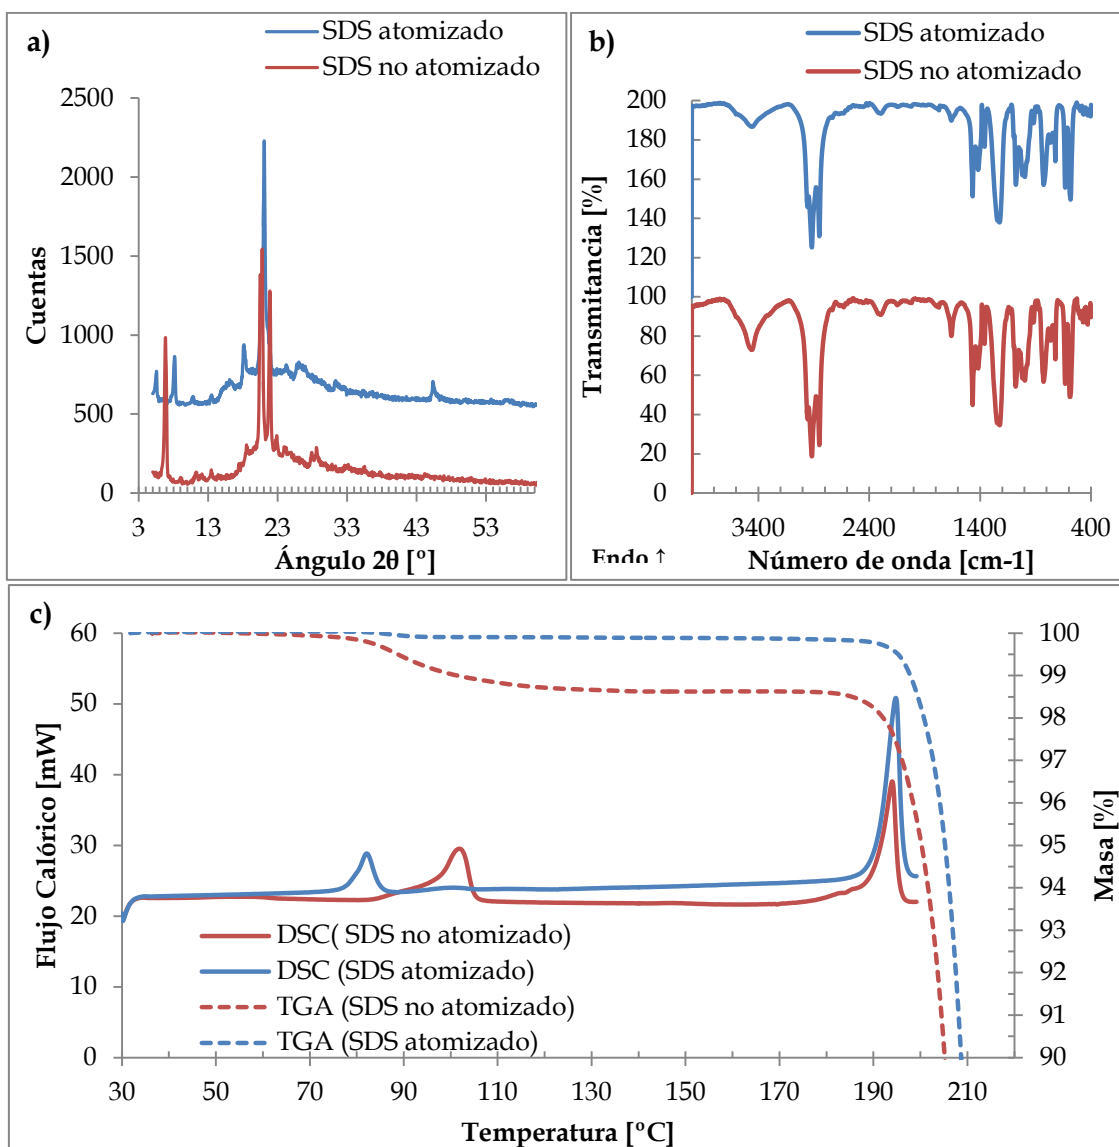 a)
SDS atomizado
SDS no atomizado
2500
2000
1500
1000
500
0
Cuentas
3 13 23 33 43 53
Ángulo 2θ [º]
b)
SDS atomizado
SDS no atomizado
200
180
160
140
120
100
80
60
40
20
0
Transmitancia [%]
3400 2400 1400 400
Endo ↑
Número de onda [cm-1]
c)
60
50
40
30
20
10
0
Flujo Calórico [mW]
100
99
98
97
96
95
94
93
92
91
90
Masa [%]
DSC( SDS no atomizado)
DSC (SDS atomizado)
TGA (SDS no atomizado)
TGA (SDS atomizado)
30 50 70 90 110 130 150 170 190 210
Temperatura [ºC]